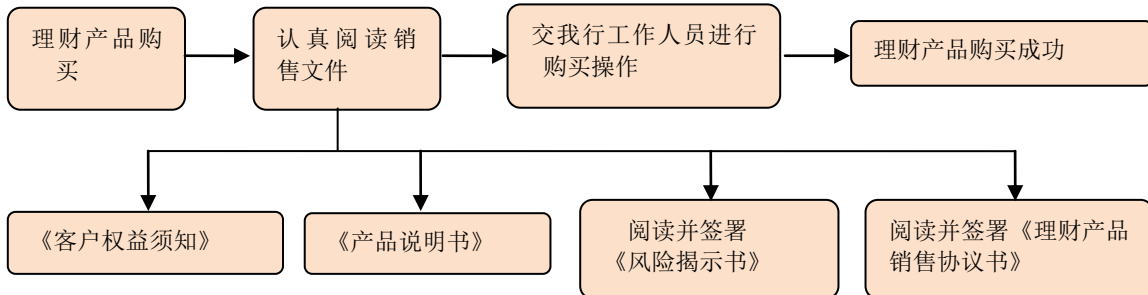 理财产品购
买
认真阅读销
售文件
交我行工作人员进行
购买操作
理财产品购买成功
《客户权益须知》
《产品说明书》
阅读并签署
《风险揭示书》
阅读并签署《理财产品
销售协议书》